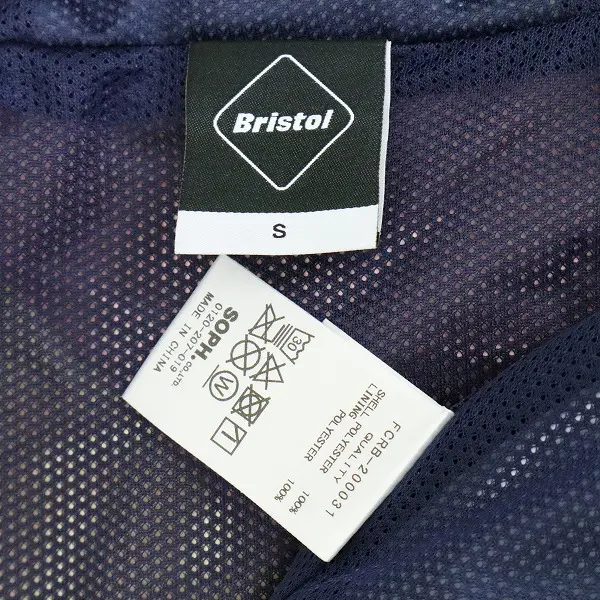 Bristol
S
FCRB-200031
QUALITY
SHELL POLYESTER 100%
LINING POLYESTER 100%
30
W
SOPH. CO.,LTD.
0120-207-019
MADE IN CHINA